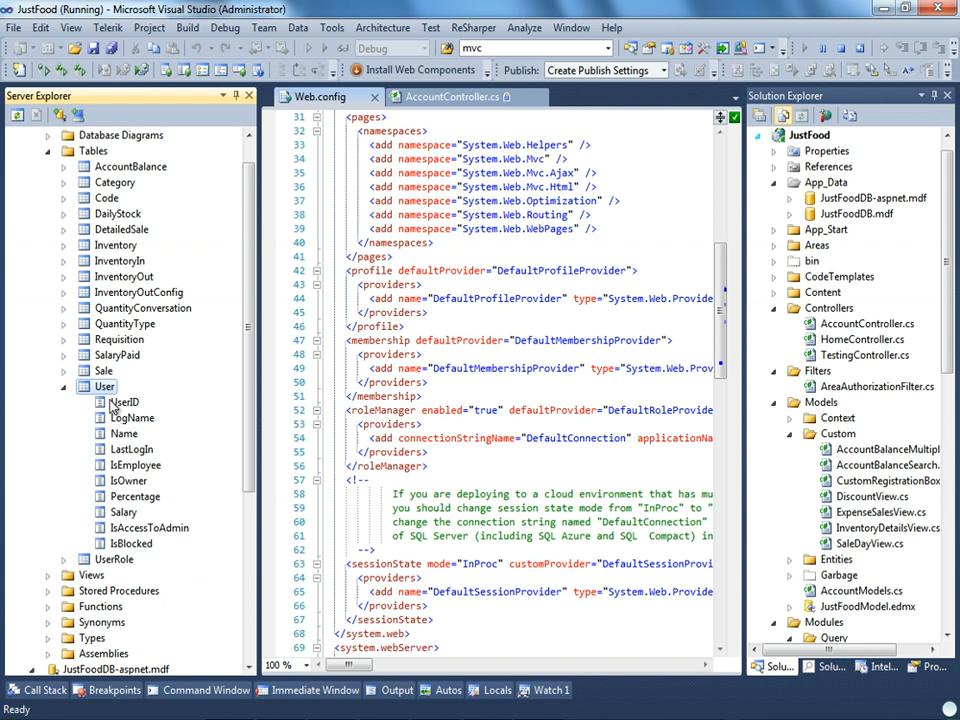 JustFood (Running) - Microsoft Visual Studio (Administrator)
File Edit View Telerik Project Build Debug Team Data Tools Architecture Test ReSharper Analyze Window Help
Debug mvc
Install Web Components Publish: Create Publish Settings
Server Explorer
Database Diagrams
Tables
AccountBalance
Category
Code
DailyStock
DetailedSale
Inventory
InventoryIn
InventoryOut
InventoryOutConfig
QuantityConversation
QuantityType
Requisition
SalaryPaid
Sale
User
UserID
LogName
Name
LastLogIn
IsEmployee
IsOwner
Percentage
Salary
IsAccessToAdmin
IsBlocked
UserRole
Views
Stored Procedures
Functions
Synonyms
Types
Assemblies
JustFoodDB-aspnet.mdf
Web.config AccountController.cs
31 <pages>
32 <namespaces>
33 <add namespace="System.Web.Helpers" />
34 <add namespace="System.Web.Mvc" />
35 <add namespace="System.Web.Mvc.Ajax" />
36 <add namespace="System.Web.Mvc.Html" />
37 <add namespace="System.Web.Optimization" />
38 <add namespace="System.Web.Routing" />
39 <add namespace="System.Web.WebPages" />
40 </namespaces>
41 </pages>
42 <profile defaultProvider="DefaultProfileProvider">
43 <providers>
44 <add name="DefaultProfileProvider" type="System.Web.Provide
45 </providers>
46 </profile>
47 <membership defaultProvider="DefaultMembershipProvider">
48 <providers>
49 <add name="DefaultMembershipProvider" type="System.Web.Prov
50 </providers>
51 </membership>
52 <roleManager enabled="true" defaultProvider="DefaultRoleProvid
53 <providers>
54 <add connectionStringName="DefaultConnection" applicationNa
55 </providers>
56 </roleManager>
57 <!--
58 If you are deploying to a cloud environment that has mu
59 you should change session state mode from "InProc" to "
60 change the connection string named "DefaultConnection"
61 of SQL Server (including SQL Azure and SQL Compact) in
62 -->
63 <sessionState mode="InProc" customProvider="DefaultSessionProvi
64 <providers>
65 <add name="DefaultSessionProvider" type="System.Web.Provide
66 </providers>
67 </sessionState>
68 </system.web>
69 <system.webServer>
100 %
Solution Explorer
JustFood
Properties
References
App_Data
JustFoodDB-aspnet.mdf
JustFoodDB.mdf
App_Start
Areas
bin
CodeTemplates
Content
Controllers
AccountController.cs
HomeController.cs
TestingController.cs
Filters
AreaAuthorizationFilter.cs
Models
Context
Custom
AccountBalanceMultipl
AccountBalanceSearch.
CustomRegistrationBox
DiscountView.cs
ExpenseSalesView.cs
InventoryDetailsView.cs
SaleDayView.cs
Entities
Garbage
AccountModels.cs
JustFoodModel.edmx
Modules
Query
Solu... Solu... Intel... Pro...
Call Stack Breakpoints Command Window Immediate Window Output Autos Locals Watch 1
Ready